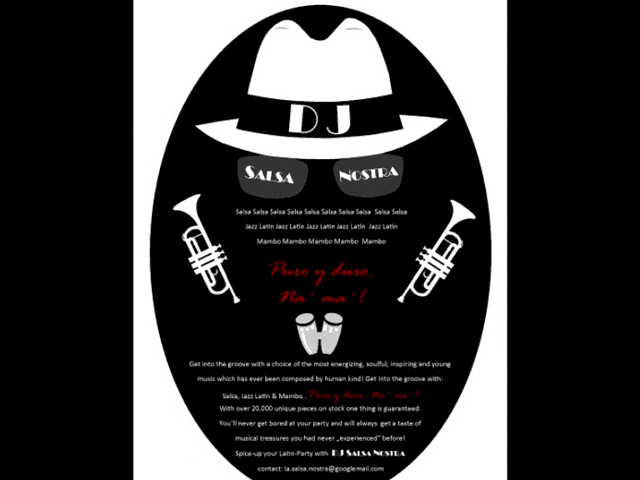 DJ
SALSA NOSTRA
Salsa Salsa Salsa Salsa Salsa Salsa Salsa Salsa Salsa Salsa
Jazz Latin Jazz Latin Jazz Latin Jazz Latin Jazz Latin
Mambo Mambo Mambo Mambo Mambo
Puro y duro,
Na´ ma´!
Get into the groove with a choice of the most energizing, soulful, inspiring and young
music which has ever been composed by human kind! Get into the groove with:
Salsa, Jazz Latin & Mambo . Puro y duro Na´ ma´!
With over 20.000 unique pieces on stock one thing is guaranteed:
You´ll never get bored at your party and will always get a taste of
musical treasures you had never „experienced" before!
Spice-up your Latin-Party with DJ SALSA NOSTRA
contact: la.salsa.nostra@googlemail.com